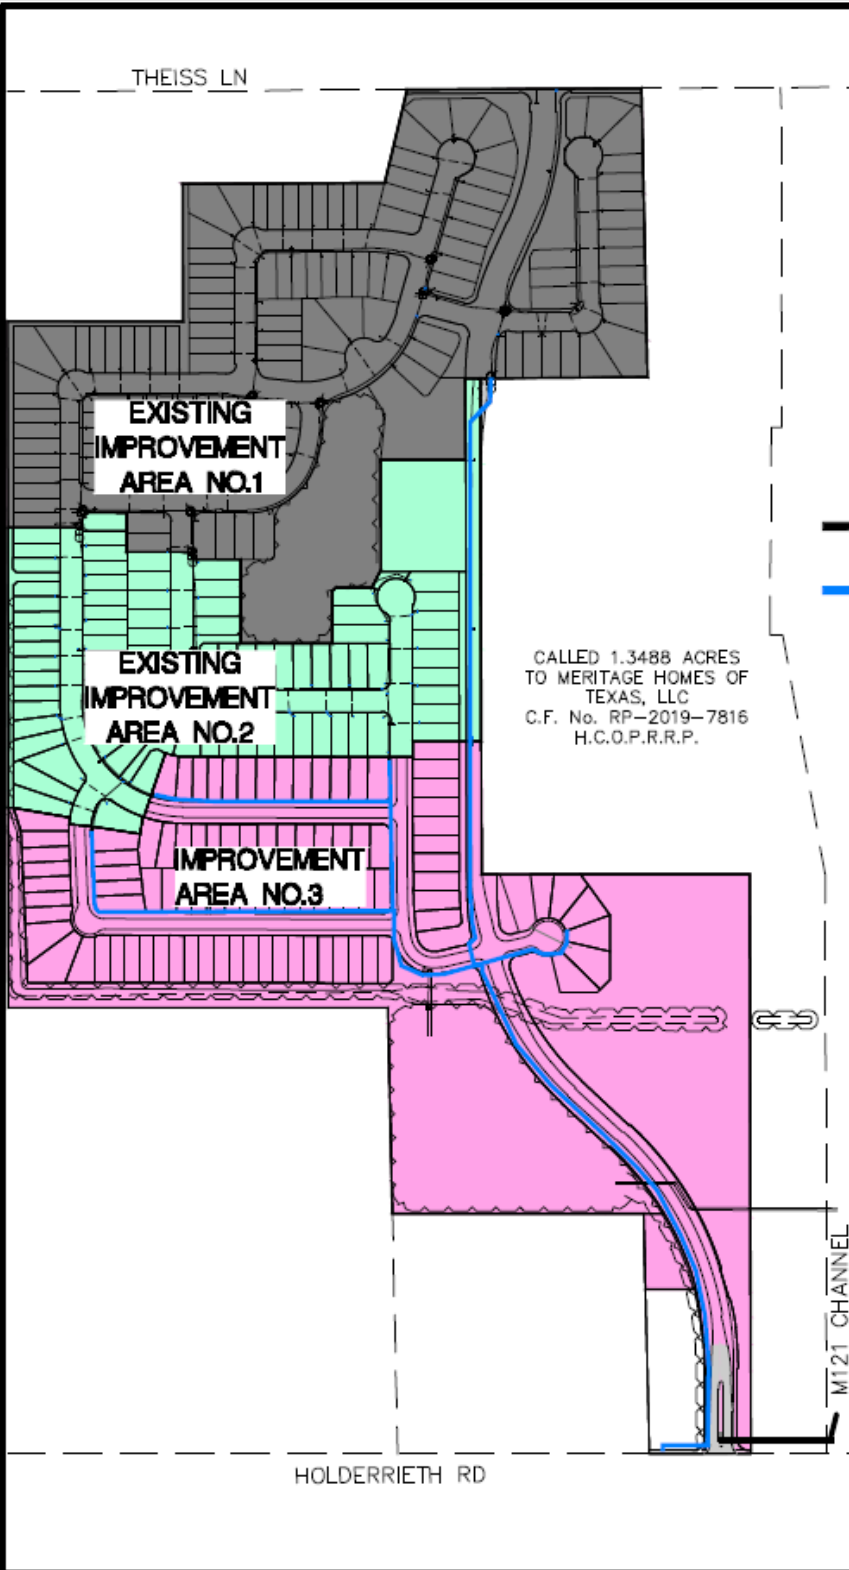 THEISS LN
EXISTING
IMPROVEMENT
AREA NO.1
EXISTING
IMPROVEMENT
AREA NO.2
CALLED 1.3488 ACRES
TO MERITAGE HOMES OF
TEXAS, LLC
C.F. No. RP-2019-7816
H.C.O.P.R.R.P.
IMPROVEMENT
AREA NO.3
M121 CHANNEL
HOLDERRIETH RD